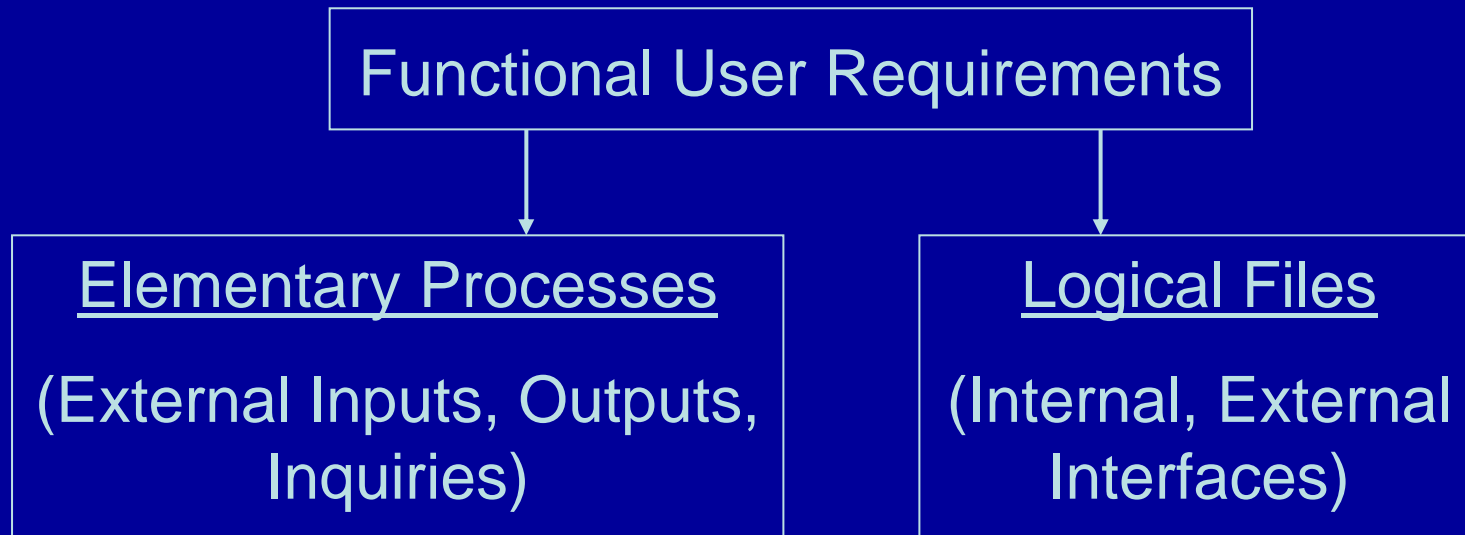 Functional User Requirements
Elementary Processes
(External Inputs, Outputs,
Inquiries)
Logical Files
(Internal, External
Interfaces)